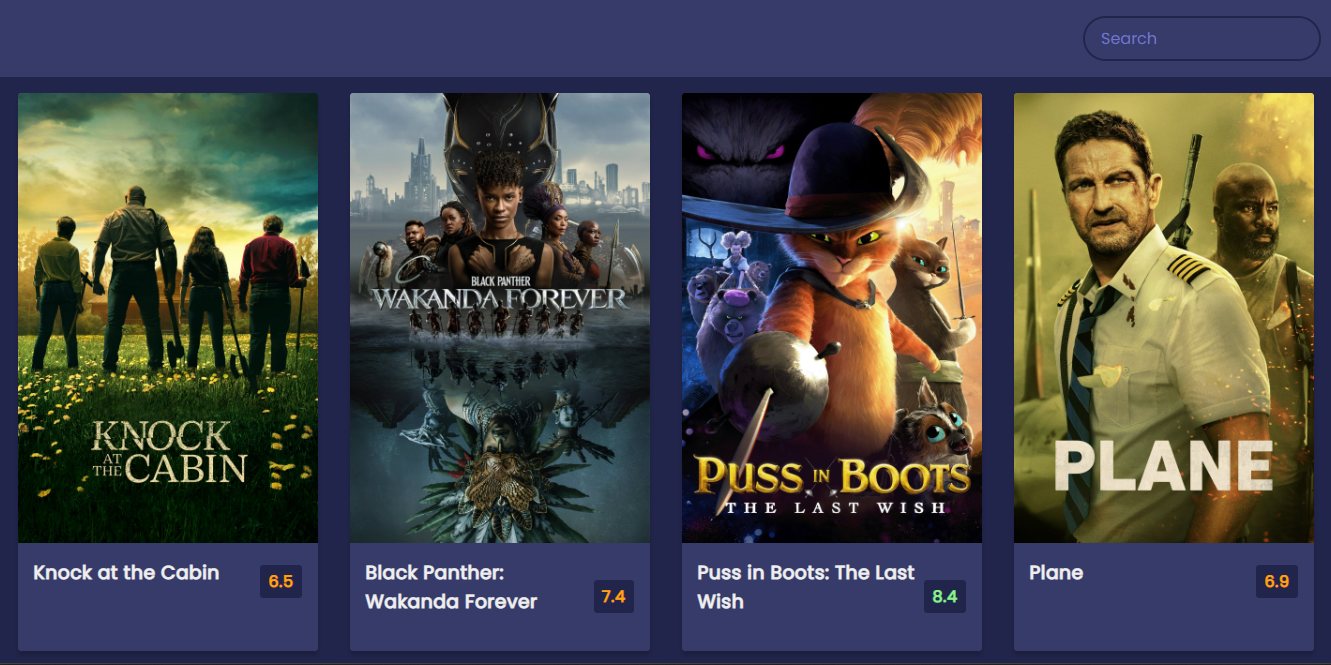 Search
KNOCK
AT
THE CABIN
BLACK PANTHER
WAKANDA FOREVER
PUSS IN BOOTS
THE LAST WISH
PLANE
Knock at the Cabin
6.5
Black Panther:
Wakanda Forever
7.4
Puss in Boots: The Last
Wish
8.4
Plane
6.9